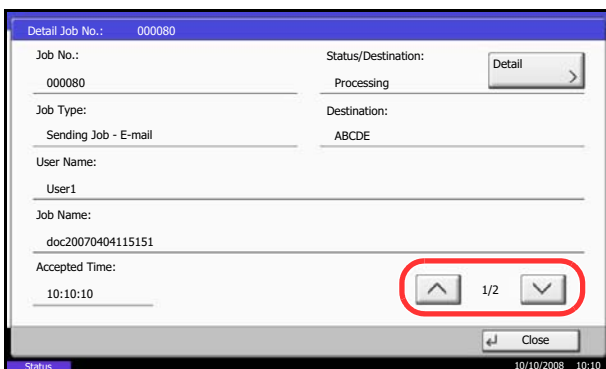 Detail Job No.: 000080
Job No.:
000080
Status/Destination:
Processing
Detail
Job Type:
Sending Job - E-mail
Destination:
ABCDE
User Name:
User1
Job Name:
doc20070404115151
Accepted Time:
10:10:10
1/2
Close
Status 10/10/2008 10:10